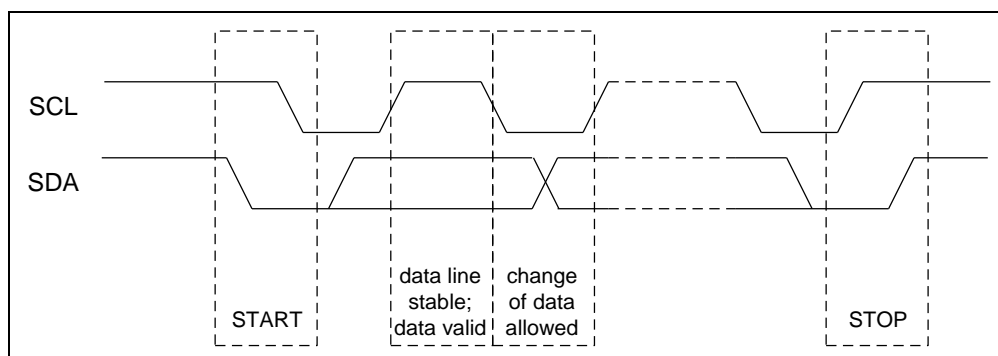 SCL
SDA
START
data line
stable;
data valid
change
of data
allowed
STOP